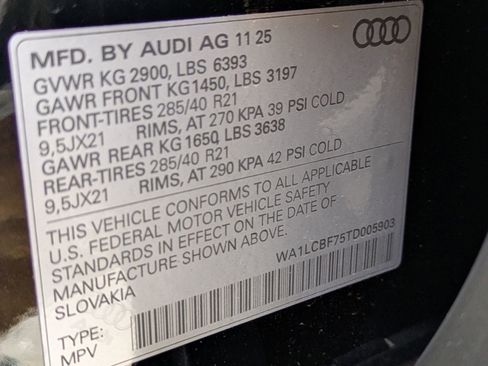 MFD. BY AUDI AG 11 25
GVWR KG 2900, LBS 6393
GAWR FRONT KG1450, LBS 3197
FRONT-TIRES 285/40 R21
9,5JX21 RIMS, AT 270 KPA 39 PSI COLD
GAWR REAR KG 1650, LBS 3638
REAR-TIRES 285/40 R21
9,5JX21 RIMS, AT 290 KPA 42 PSI COLD
THIS VEHICLE CONFORMS TO ALL APPLICABLE
U.S. FEDERAL MOTOR VEHICLE SAFETY
STANDARDS IN EFFECT ON THE DATE OF
MANUFACTURE SHOWN ABOVE.
SLOVAKIA
WA1LCBF75TD005903
TYPE:
MPV